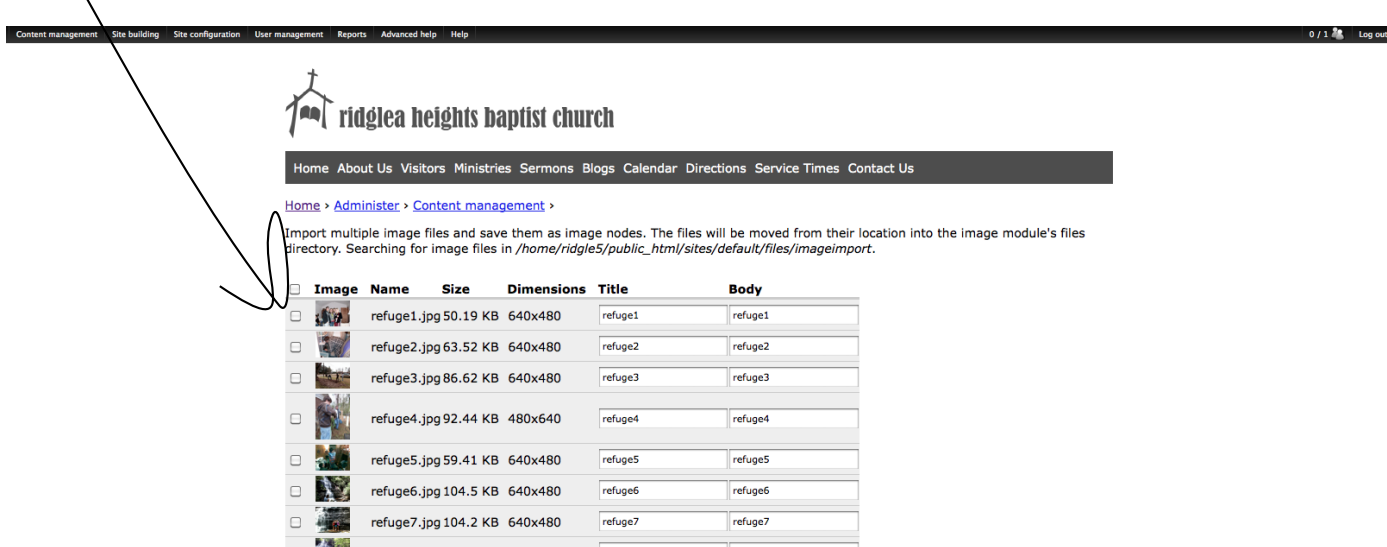 Content management Site building Site configuration User management Reports Advanced help Help 0 / 1 Log out
ridglea heights baptist church
Home About Us Visitors Ministries Sermons Blogs Calendar Directions Service Times Contact Us
Home › Administer › Content management ›
Import multiple image files and save them as image nodes. The files will be moved from their location into the image module's files
directory. Searching for image files in /home/ridgle5/public_html/sites/default/files/imageimport.
Image Name Size Dimensions Title Body
refuge1.jpg 50.19 KB 640x480 refuge1 refuge1
refuge2.jpg 63.52 KB 640x480 refuge2 refuge2
refuge3.jpg 86.62 KB 640x480 refuge3 refuge3
refuge4.jpg 92.44 KB 480x640 refuge4 refuge4
refuge5.jpg 59.41 KB 640x480 refuge5 refuge5
refuge6.jpg 104.5 KB 640x480 refuge6 refuge6
refuge7.jpg 104.2 KB 640x480 refuge7 refuge7